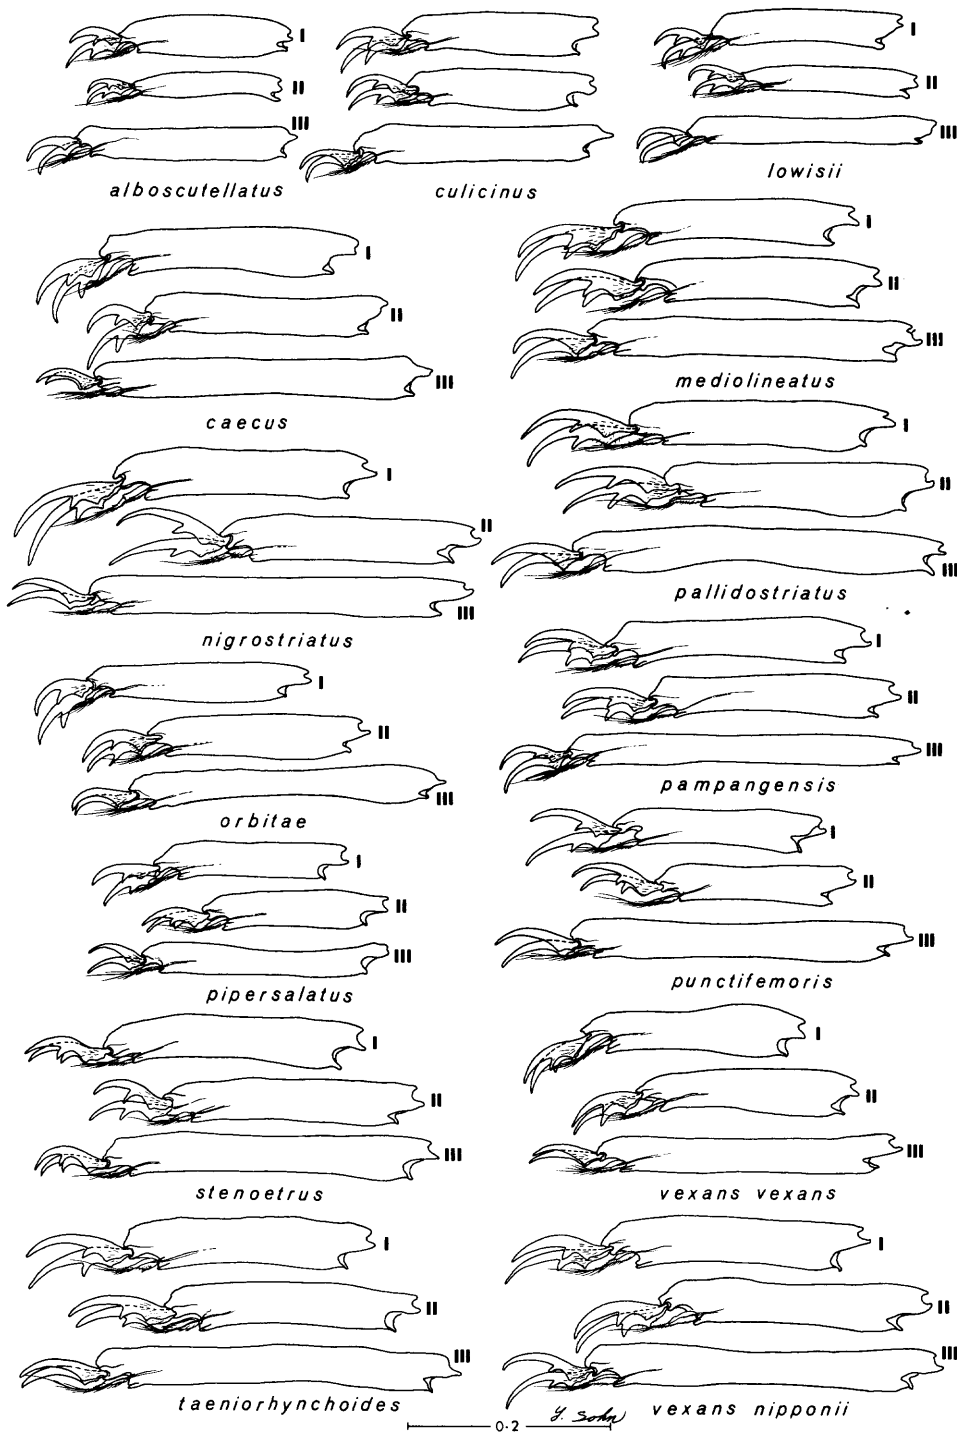 I
II
III
alboscutellatus
culicinus
I
II
III
lowisii
I
II
III
caecus
I
II
III
mediolineatus
I
II
III
nigrostriatus
I
II
III
pallidostriatus
I
II
III
orbitae
I
II
III
pampangensis
I
II
III
pipersalatus
I
II
III
punctifemoris
I
II
III
stenoetrus
I
II
III
vexans vexans
I
II
III
taeniorhynchoides
I
II
III
vexans nipponii
0·2
Y. Sohn